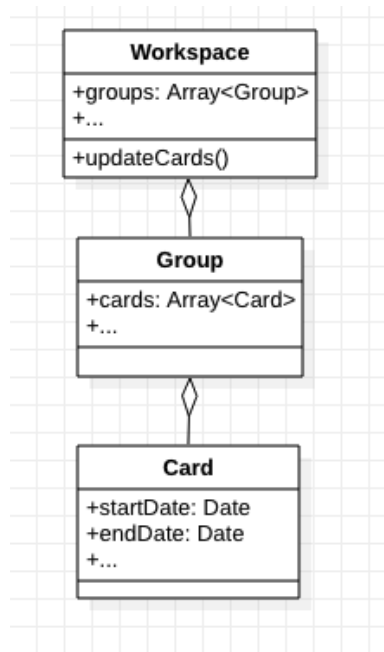 Workspace
+groups: Array<Group>
+...
+updateCards()
Group
+cards: Array<Card>
+...
Card
+startDate: Date
+endDate: Date
+...